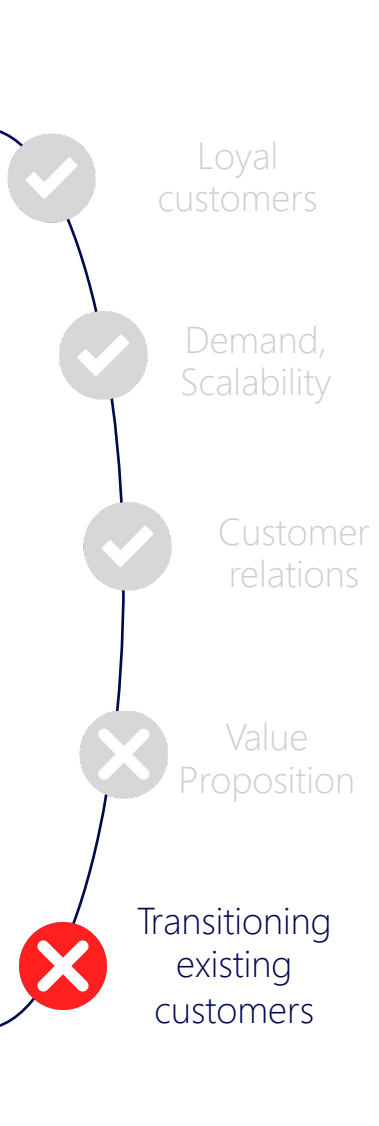 Loyal
customers
Demand,
Scalability
Customer
relations
Value
Proposition
Transitioning
existing
customers